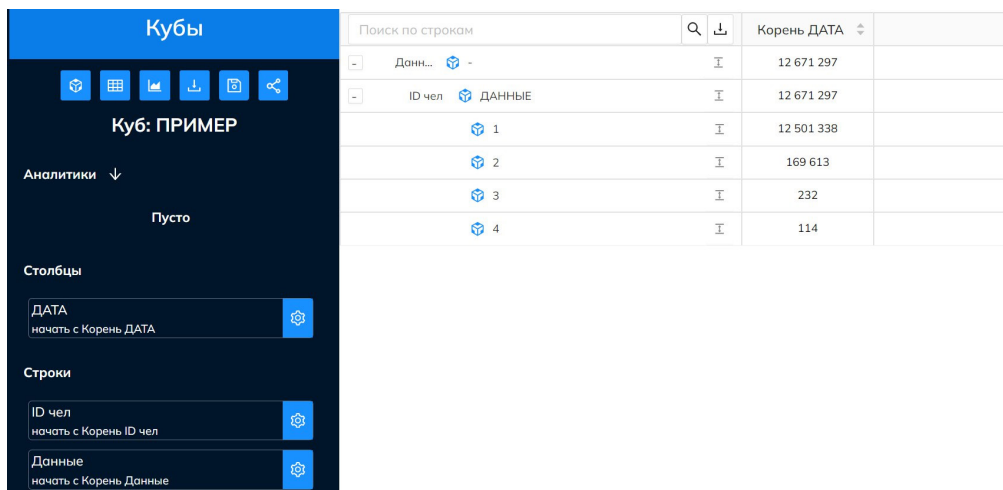 Кубы
Куб: ПРИМЕР
Аналитики
Пусто
Столбцы
ДАТА
начать с Корень ДАТА
Строки
ID чел
начать с Корень ID чел
Данные
начать с Корень Данные
Поиск по строкам
Корень ДАТА
Данн... -
12 671 297
ID чел ДАННЫЕ
12 671 297
1
12 501 338
2
169 613
3
232
4
114